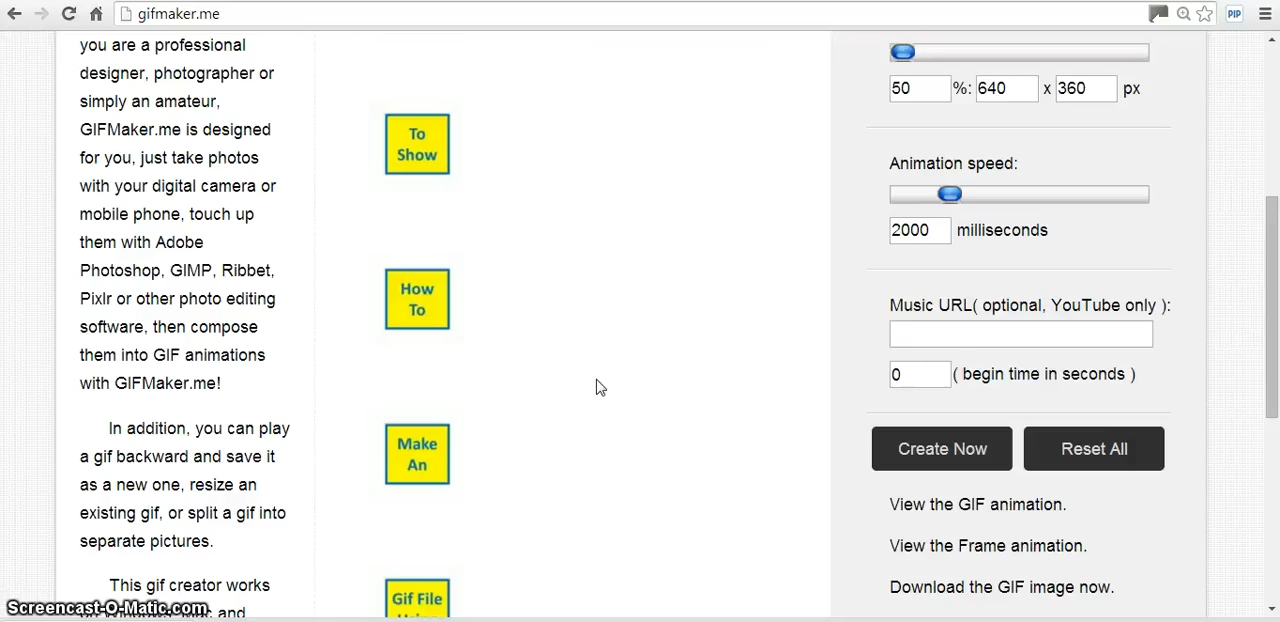 gifmaker.me
PIP
you are a professional
designer, photographer or
simply an amateur,
GIFMaker.me is designed
for you, just take photos
with your digital camera or
mobile phone, touch up
them with Adobe
Photoshop, GIMP, Ribbet,
Pixlr or other photo editing
software, then compose
them into GIF animations
with GIFMaker.me!
In addition, you can play
a gif backward and save it
as a new one, resize an
existing gif, or split a gif into
separate pictures.
This gif creator works
and
Screencast-O-Matic.com
To
Show
How
To
Make
An
Gif File
Using
50 %: 640 x 360 px
Animation speed:
2000 milliseconds
Music URL( optional, YouTube only ):
0 ( begin time in seconds )
Create Now Reset All
View the GIF animation.
View the Frame animation.
Download the GIF image now.